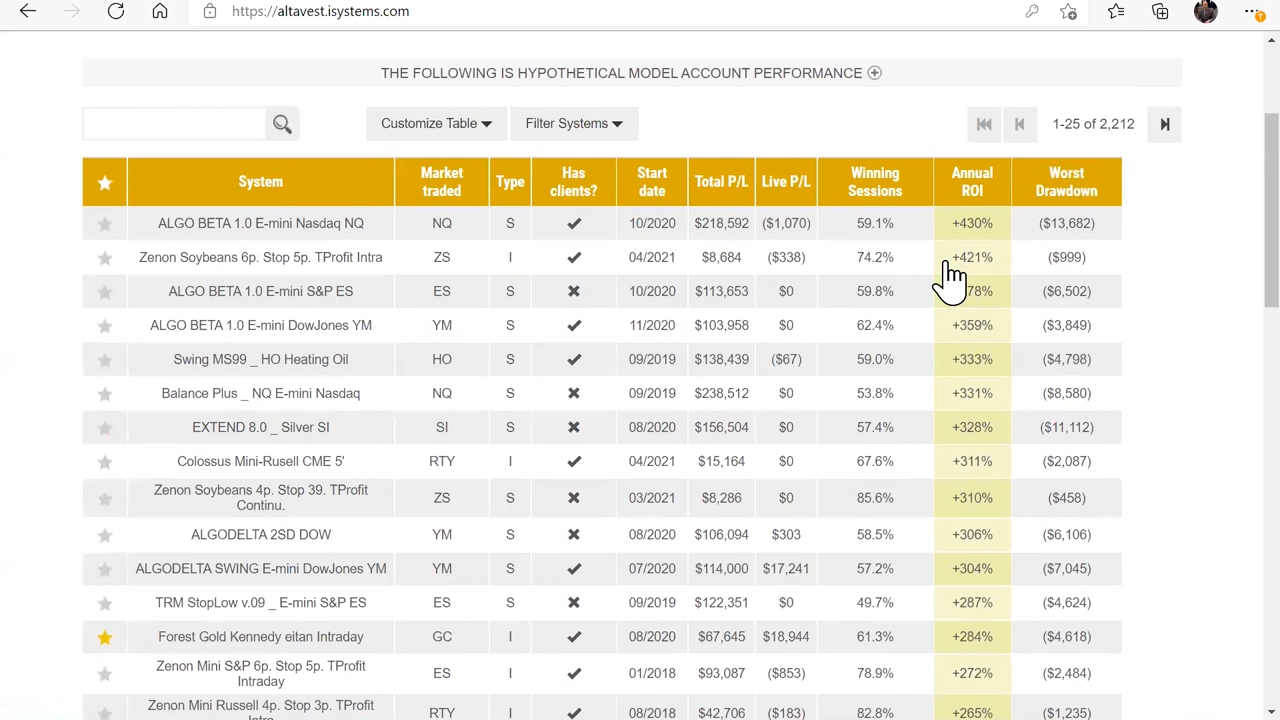 https://altavest.isystems.com
THE FOLLOWING IS HYPOTHETICAL MODEL ACCOUNT PERFORMANCE
Customize Table
Filter Systems
1-25 of 2,212
System Market traded Type Has clients? Start date Total P/L Live P/L Winning Sessions Annual ROI Worst Drawdown
ALGO BETA 1.0 E-mini Nasdaq NQ NQ S 10/2020 $218,592 ($1,070) 59.1% +430% ($13,682)
Zenon Soybeans 6p. Stop 5p. TProfit Intra ZS I 04/2021 $8,684 ($338) 74.2% +421% ($999)
ALGO BETA 1.0 E-mini S&P ES ES S 10/2020 $113,653 $0 59.8% 78% ($6,502)
ALGO BETA 1.0 E-mini DowJones YM YM S 11/2020 $103,958 $0 62.4% +359% ($3,849)
Swing MS99 _ HO Heating Oil HO S 09/2019 $138,439 ($67) 59.0% +333% ($4,798)
Balance Plus _ NQ E-mini Nasdaq NQ S 09/2019 $238,512 $0 53.8% +331% ($8,580)
EXTEND 8.0 _ Silver SI SI S 08/2020 $156,504 $0 57.4% +328% ($11,112)
Colossus Mini-Rusell CME 5' RTY I 04/2021 $15,164 $0 67.6% +311% ($2,087)
Zenon Soybeans 4p. Stop 39. TProfit
Continu. ZS S 03/2021 $8,286 $0 85.6% +310% ($458)
ALGODELTA 2SD DOW YM S 08/2020 $106,094 $303 58.5% +306% ($6,106)
ALGODELTA SWING E-mini DowJones YM YM S 07/2020 $114,000 $17,241 57.2% +304% ($7,045)
TRM StopLow v.09 _ E-mini S&P ES ES S 09/2019 $122,351 $0 49.7% +287% ($4,624)
Forest Gold Kennedy eitan Intraday GC I 08/2020 $67,645 $18,944 61.3% +284% ($4,618)
Zenon Mini S&P 6p. Stop 5p. TProfit
Intraday ES I 01/2018 $93,087 ($853) 78.9% +272% ($2,484)
Zenon Mini Russell 4p. Stop 3p. TProfit
RTY I 08/2018 $42,706 ($183) 82.8% +265% ($1,235)